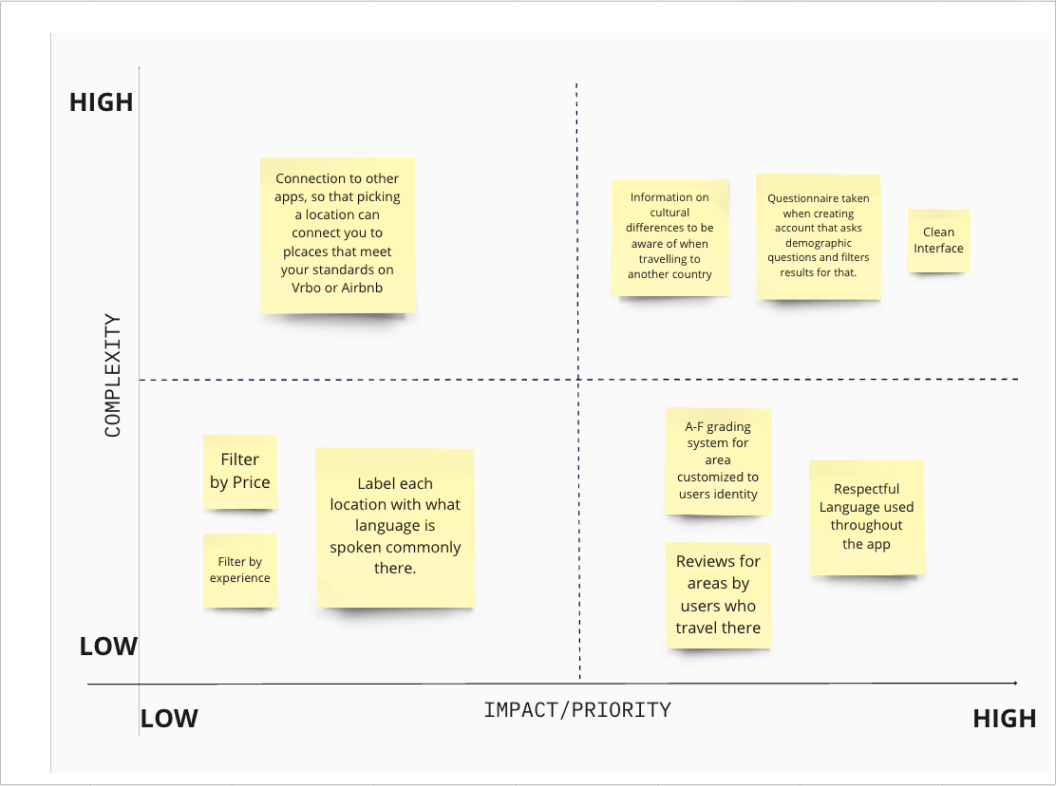 HIGH
Connection to other
apps, so that picking
a location can
connect you to
plcaces that meet
your standards on
Vrbo or Airbnb
Information on
cultural
differences to be
aware of when
travelling to
another country
Questionnaire taken
when creating
account that asks
demographic
questions and filters
results for that.
Clean
Interface
COMPLEXITY
Filter
by Price
Filter by
experience
Label each
location with what
language is
spoken commonly
there.
A-F grading
system for
area
customized to
users identity
Reviews for
areas by
users who
travel there
Respectful
Language used
throughout
the app
LOW
LOW
IMPACT/PRIORITY
HIGH